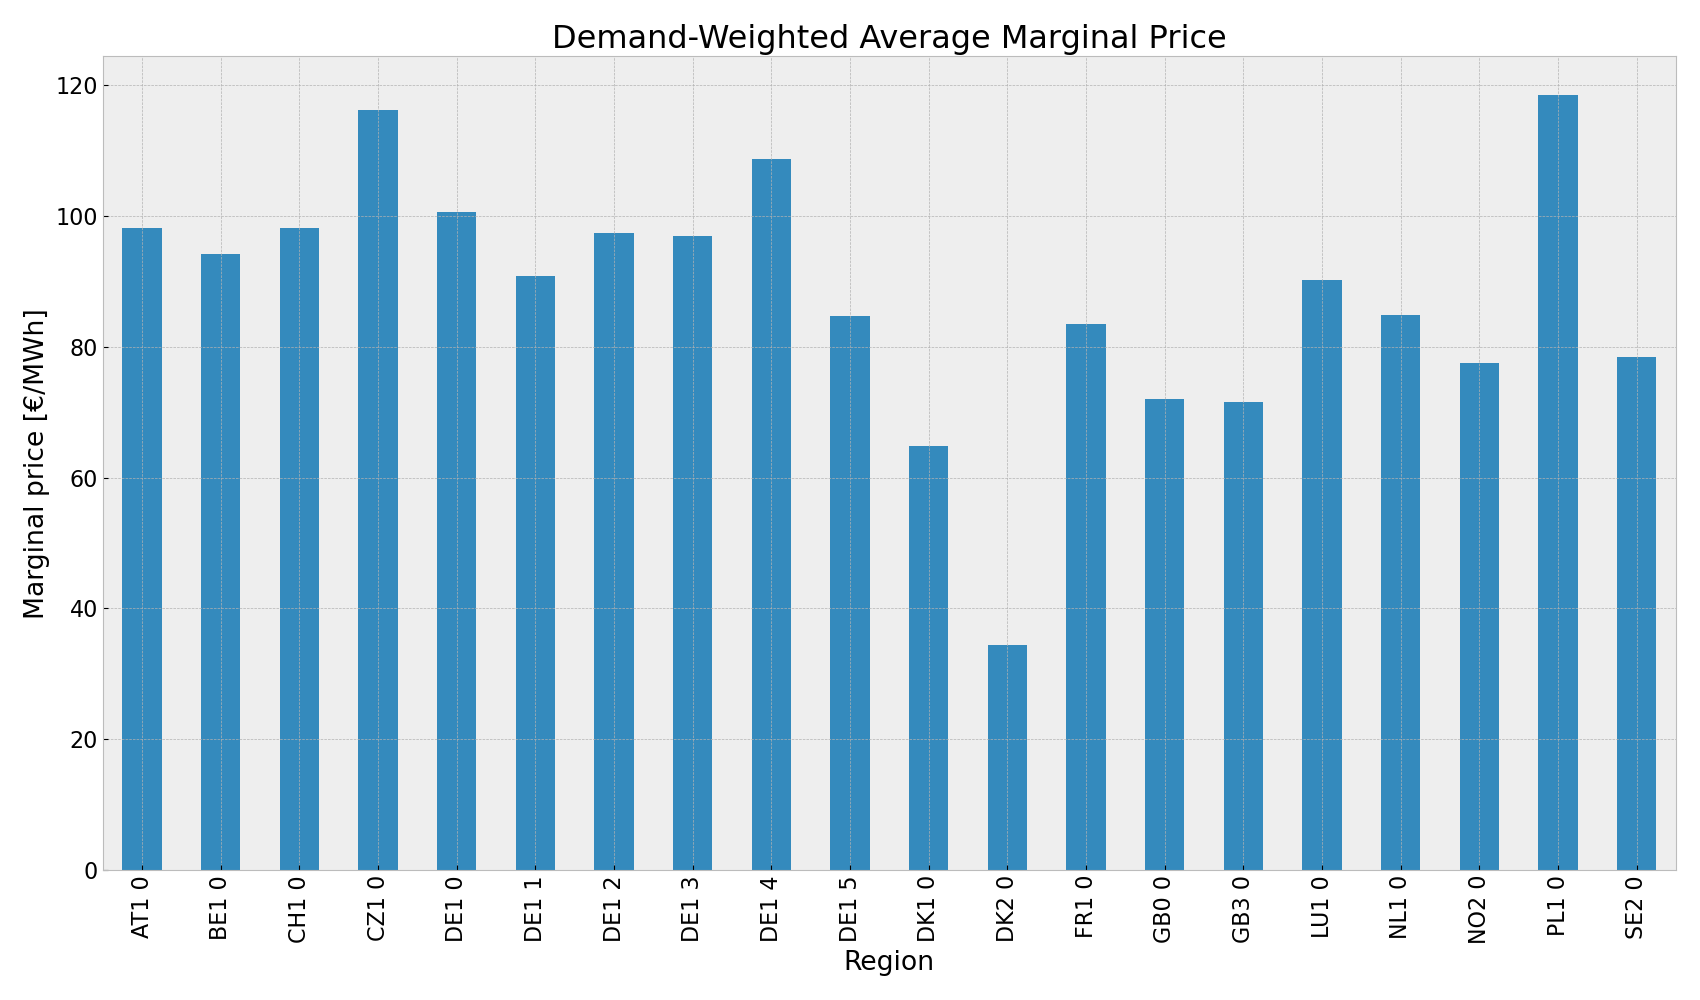 Demand-Weighted Average Marginal Price
Marginal price [€/MWh]
120
100
80
60
40
20
0
AT1 0
BE1 0
CH1 0
CZ1 0
DE1 0
DE1 1
DE1 2
DE1 3
DE1 4
DE1 5
DK1 0
DK2 0
FR1 0
GB0 0
GB3 0
LU1 0
NL1 0
NO2 0
PL1 0
SE2 0
Region